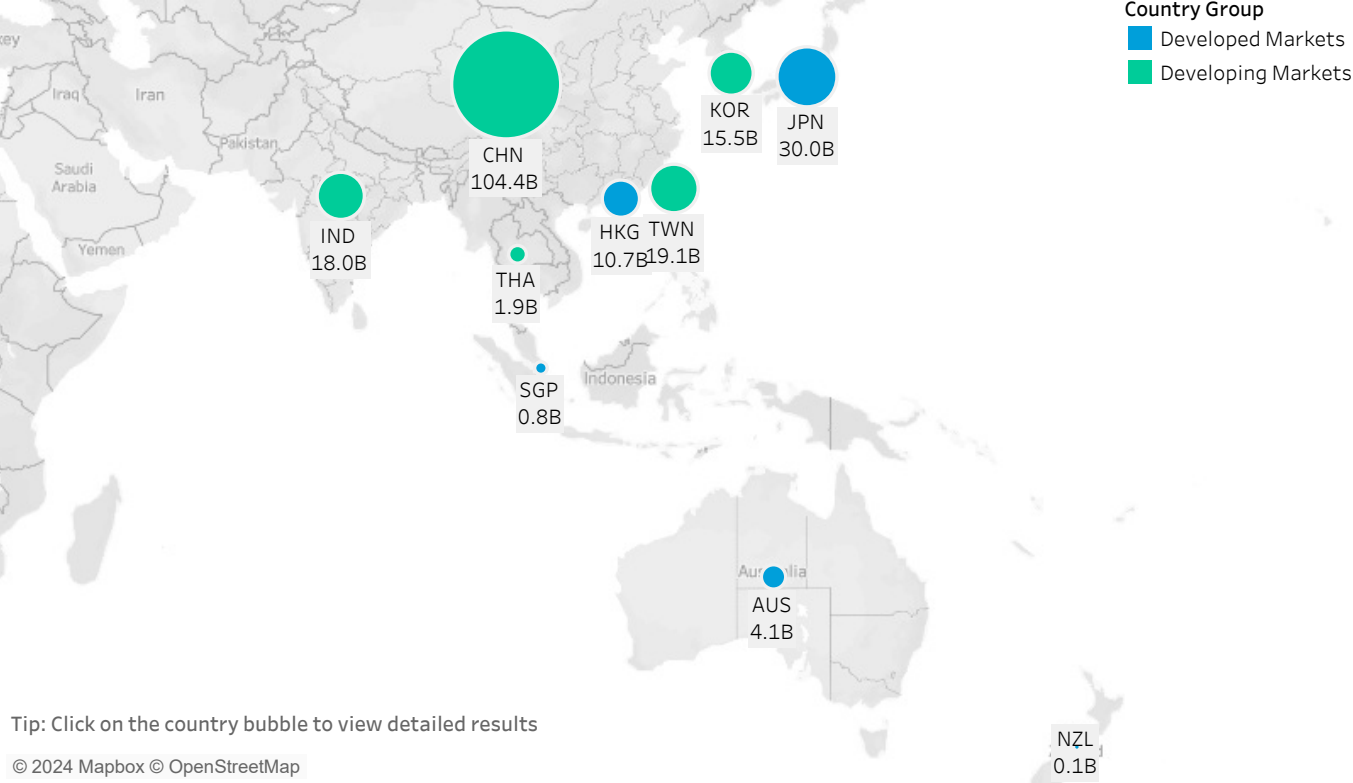 Country Group
Developed Markets
Developing Markets
Iraq
Iran
Pakistan
Saudi
Arabia
Yemen
KOR
15.5B
JPN
30.0B
CHN
104.4B
IND
18.0B
HKG
10.7B
TWN
19.1B
THA
1.9B
SGP
0.8B
Indonesia
AUS
4.1B
NZL
0.1B
Tip: Click on the country bubble to view detailed results
© 2024 Mapbox © OpenStreetMap